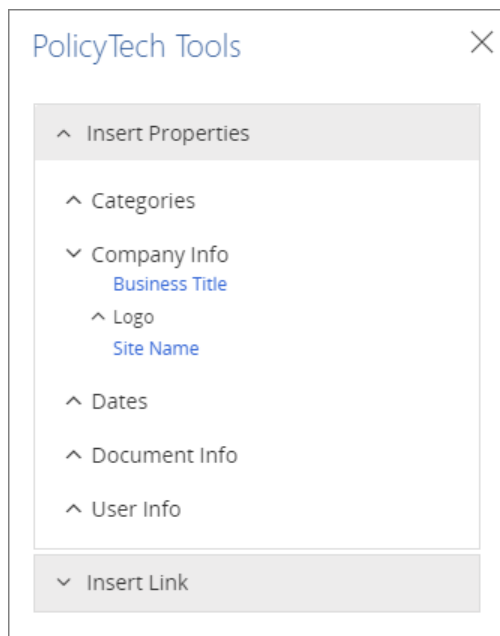 PolicyTech Tools
Insert Properties
Categories
Company Info
Business Title
Logo
Site Name
Dates
Document Info
User Info
Insert Link